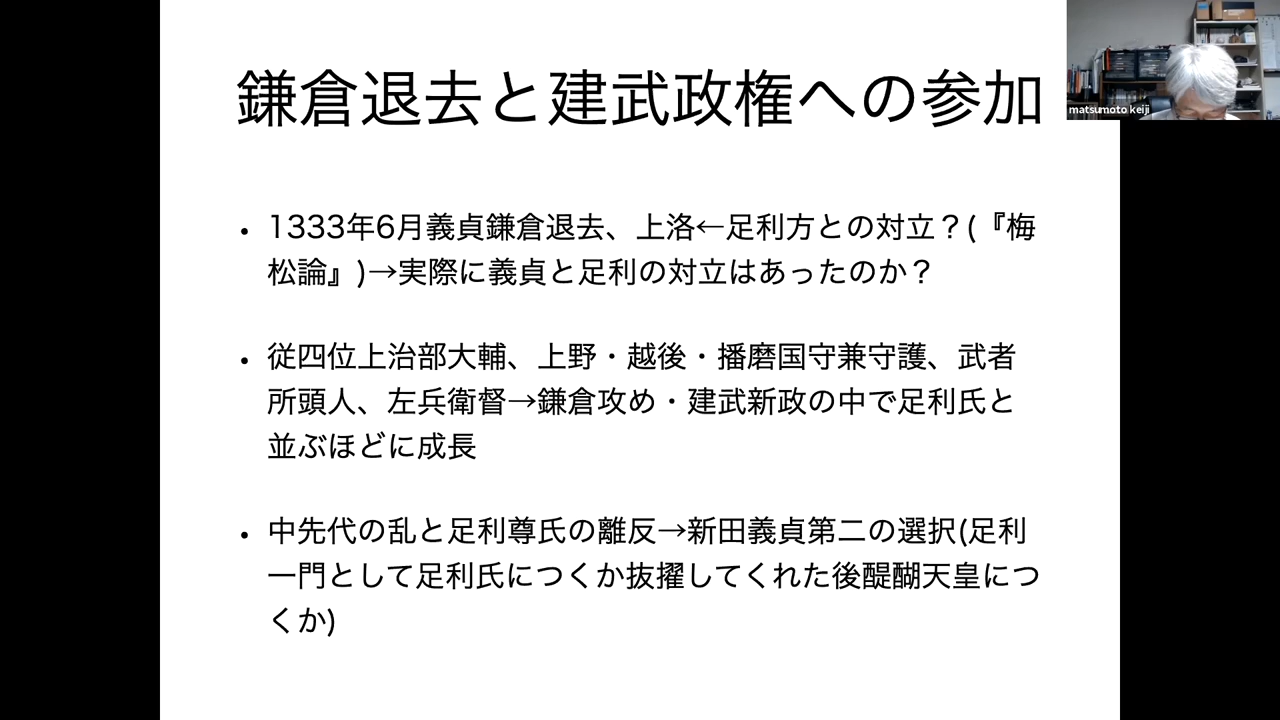 鎌倉退去と建武政権への参加
matsumoto keiji
• 1333年6月義貞鎌倉退去、上洛←足利方との対立？(『梅
松論』)→実際に義貞と足利の対立はあったのか？
• 従四位上治部大輔、上野・越後・播磨国守兼守護、武者
所頭人、左兵衛督→鎌倉攻め・建武新政の中で足利氏と
並ぶほどに成長
• 中先代の乱と足利尊氏の離反→新田義貞第二の選択(足利
一門として足利氏につくか抜擢してくれた後醍醐天皇につ
くか)